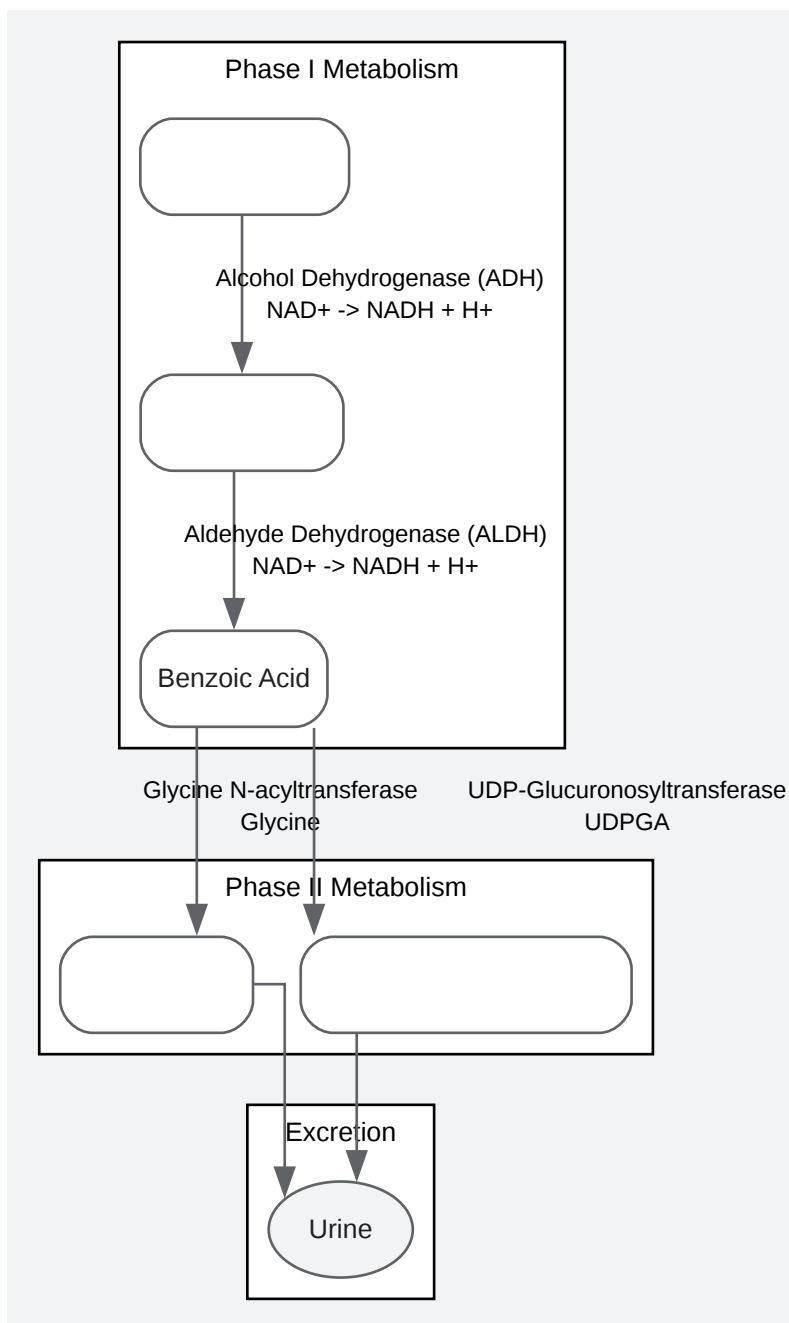 Phase I Metabolism
Alcohol Dehydrogenase (ADH)
NAD+ -> NADH + H+
Aldehyde Dehydrogenase (ALDH)
NAD+ -> NADH + H+
Benzoic Acid
Glycine N-acyltransferase
Glycine
UDP-Glucuronosyltransferase
UDPGA
Phase II Metabolism
Excretion
Urine